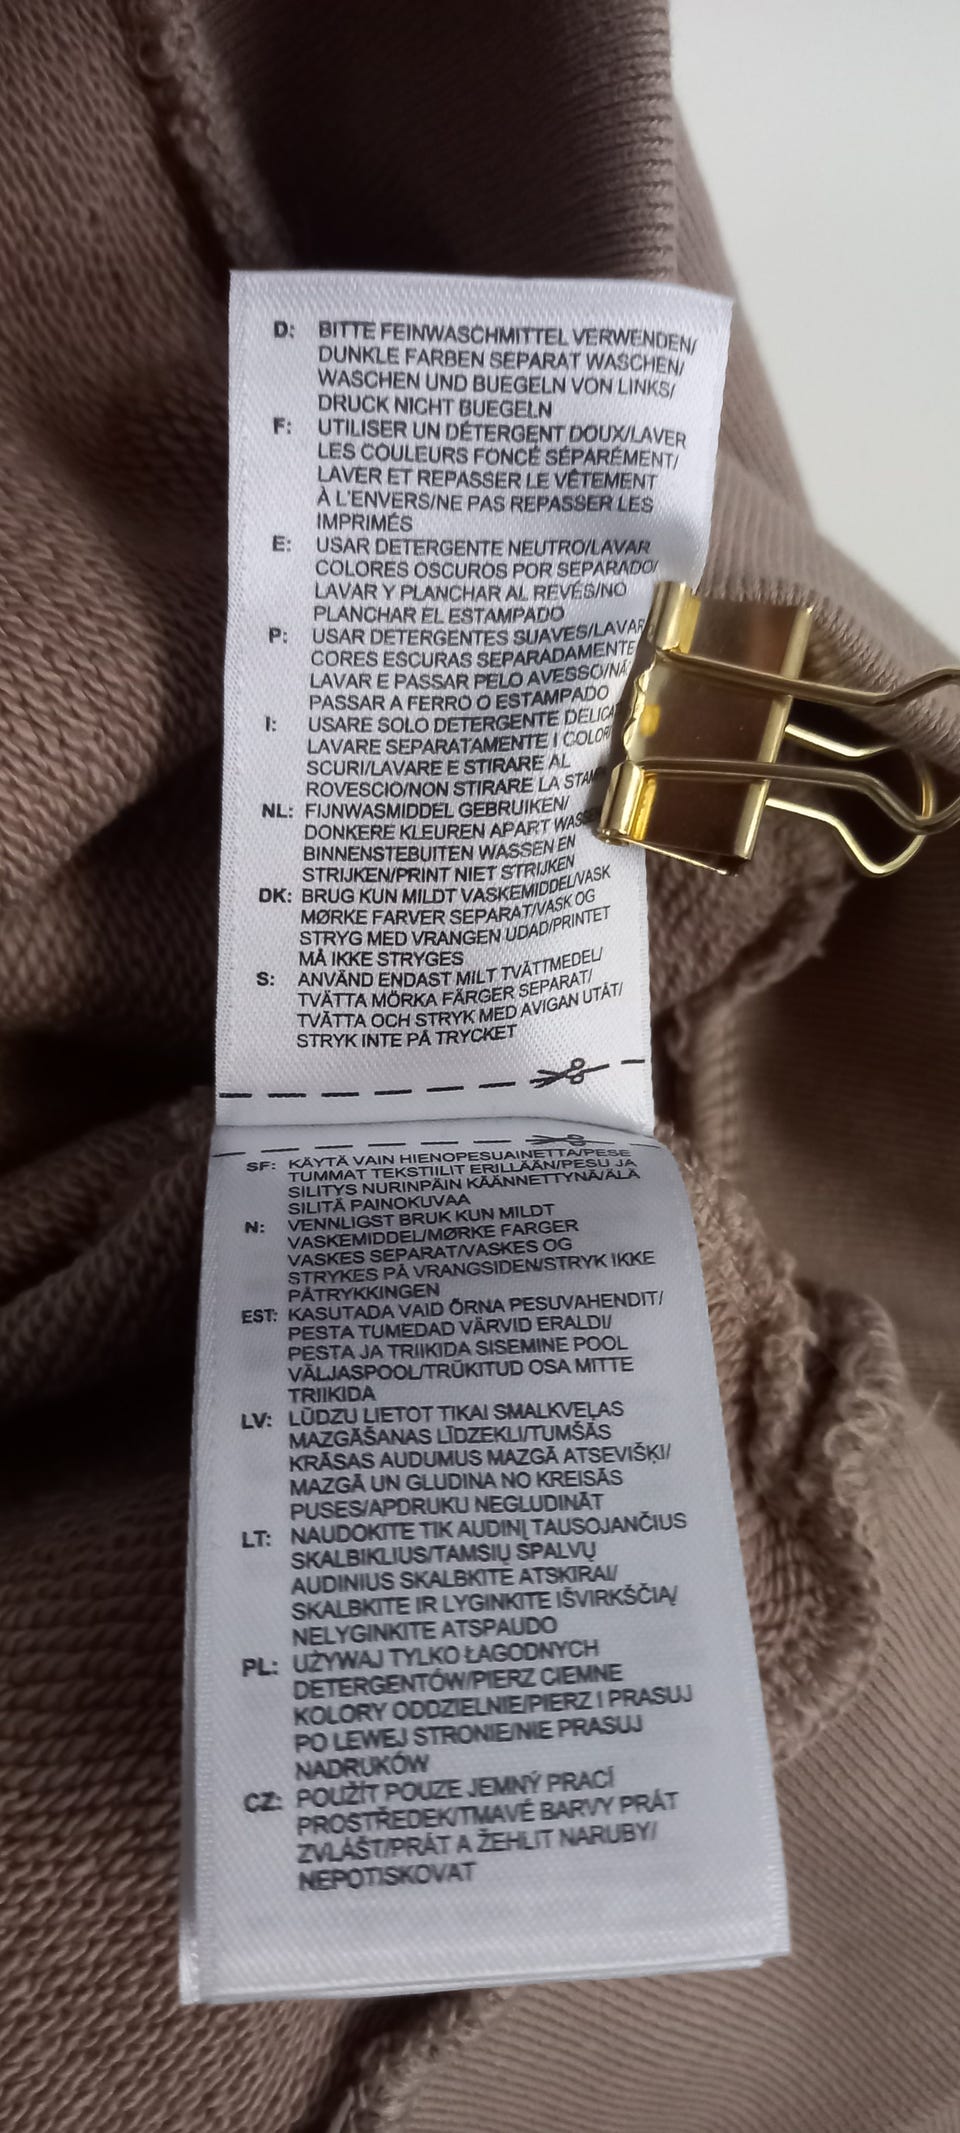 D: BITTE FEINWASCHMITTEL VERWENDEN/
DUNKLE FARBEN SEPARAT WASCHEN/
WASCHEN UND BUEGELN VON LINKS/
DRUCK NICHT BUEGELN
F: UTILISER UN DÉTERGENT DOUX/LAVER
LES COULEURS FONCÉ SÉPARÉMENT/
LAVER ET REPASSER LE VÊTEMENT
À L'ENVERS/NE PAS REPASSER LES
IMPRIMÉS
E: USAR DETERGENTE NEUTRO/LAVAR
COLORES OSCUROS POR SEPARADO/
LAVAR Y PLANCHAR AL REVÉS/NO
PLANCHAR EL ESTAMPADO
P: USAR DETERGENTES SUAVES/LAVAR
CORES ESCURAS SEPARADAMENTE
LAVAR E PASSAR PELO AVESSO/
PASSAR A FERRO O ESTAMPADO
I: USARE SOLO DETERGENTE
LAVARE SEPARATAMENTE I COLORI
SCURI/LAVARE E STIRARE AL
ROVESCIO/NON STIRARE LA
NL: FIJNWASMIDDEL GEBRUIKEN/
DONKERE KLEUREN APART
BINNENSTEBUITEN WASSEN EN
STRIJKEN/PRINT NIET STRIJKEN
DK: BRUG KUN MILDT VASKEMIDDEL/VASK
MØRKE FARVER SEPARAT/VASK OG
STRYG MED VRANGEN UDAD/PRINTET
MÅ IKKE STRYGES
S: ANVÄND ENDAST MILT TVÄTTMEDEL/
TVÄTTA MÖRKA FÄRGER SEPARAT/
TVÄTTA OCH STRYK MED AVIGAN UTÅT/
STRYK INTE PÅ TRYCKET
SF: KÄYTÄ VAIN HIENOPESUAINETTA/PESE
TUMMAT TEKSTIILIT ERILLÄÄN/PESU JA
SILITYS NURINPÄIN KÄÄNNETTYNÄ/ÄLÄ
SILITÄ PAINOKUVAA
N: VENNLIGST BRUK KUN MILDT
VASKEMIDDEL/MØRKE FARGER
VASKES SEPARAT/VASKES OG
STRYKES PÅ VRANGSIDEN/STRYK IKKE
PÅTRYKKINGEN
EST: KASUTADA VAID ÕRNA PESUVAHENDIT/
PESTA TUMEDAD VÄRVID ERALDI/
PESTA JA TRIIKIDA SISEMINE POOL
VÄLJASPOOL/TRÜKITUD OSA MITTE
TRIIKIDA
LV: LŪDZU LIETOT TIKAI SMALKVEĻAS
MAZGĀŠANAS LĪDZEKLI/TUMŠĀS
KRĀSAS AUDUMUS MAZGĀ ATSEVIŠĶI/
MAZGĀ UN GLUDINA NO KREISĀS
PUSES/APDRUKU NEGLUDINĀT
LT: NAUDOKITE TIK AUDINĮ TAUSOJANČIUS
SKALBIKLIUS/TAMSIŲ SPALVŲ
AUDINIUS SKALBKITE ATSKIRAI/
SKALBKITE IR LYGINKITE IŠVIRKŠČIĄ/
NELYGINKITE ATSPAUDO
PL: UŻYWAJ TYLKO ŁAGODNYCH
DETERGENTÓW/PIERZ CIEMNE
KOLORY ODDZIELNIE/PIERZ I PRASUJ
PO LEWEJ STRONIE/NIE PRASUJ
NADRUKÓW
CZ: POUŽÍT POUZE JEMNÝ PRACÍ
PROSTŘEDEK/TMAVÉ BARVY PRÁT
ZVLÁŠT/PRÁT A ŽEHLIT NARUBY/
NEPOTISKOVAT